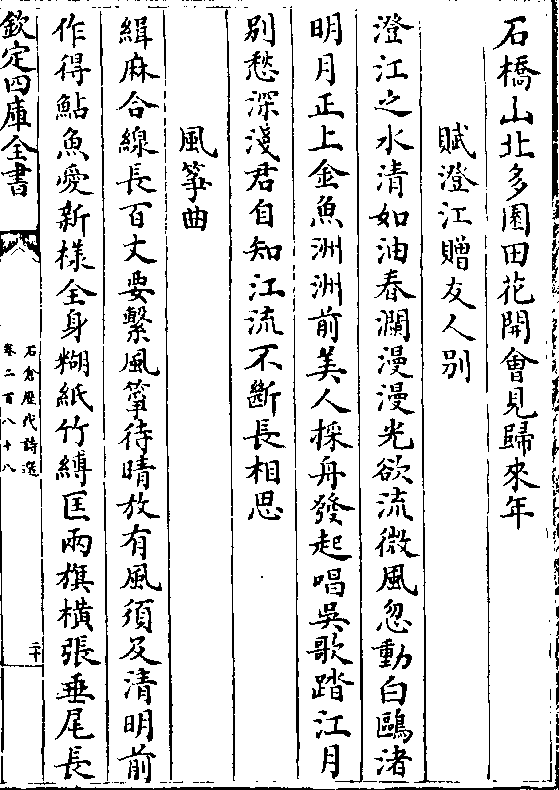 石橋山北多園田花開會見歸來年
賦澄江贈友人别
澄江之水清如油春瀾漫漫光欲流微風忽動白鷗渚
明月正上金魚洲洲前美人採舟發起唱吳歌踏江月
别愁深淺君自知江流不斷長相思
風箏曲
緝麻合線長百丈要繫風箏待晴放有風須及清明前
作得鮎魚愛新樣全身糊紙竹縛匡兩旗橫張垂尾長
欽定四庫全書
石倉歷代詩選
卷二百八十八
二十